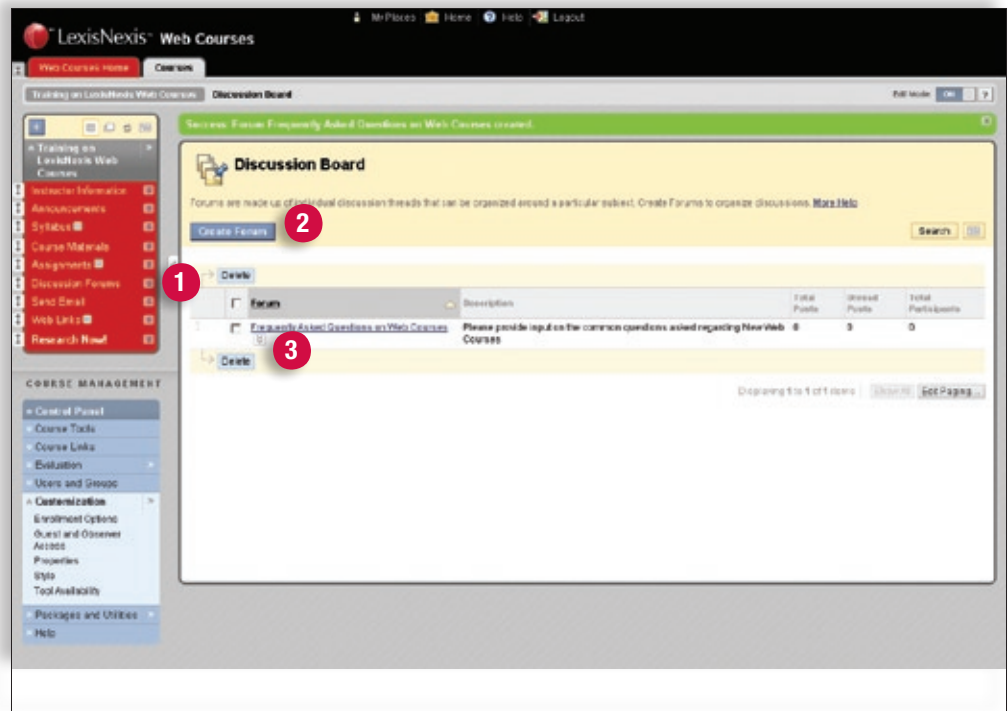 My Places Home Help Logout
LexisNexis™ Web Courses
Web Courses Home Courses
Training on LexisNexis Web Courses Discussion Board Edit Mode: ON ?
Success: Forum Frequently Asked Questions on Web Courses created.
Training on
LexisNexis Web
Courses
Instructor Information
Announcements
Syllabus
Course Materials
Assignments
Discussion Forums
Send Email
Web Links
Research Now!
Discussion Board
Forums are made up of individual discussion threads that can be organized around a particular subject. Create Forums to organize discussions. More Help
Create Forum
2
Search
1
Delete
Forum Description Total Posts Unread Posts Total Participants
Frequently Asked Questions on Web Courses Please provide input on the common questions asked regarding New Web 0 0 0
Courses
3
Delete
Displaying 1 to 1 of 1 items Show All Edit Paging...
COURSE MANAGEMENT
Control Panel
Course Tools
Course Links
Evaluation
Users and Groups
Customization
Enrollment Options
Guest and Observer
Access
Properties
Style
Tool Availability
Packages and Utilities
Help